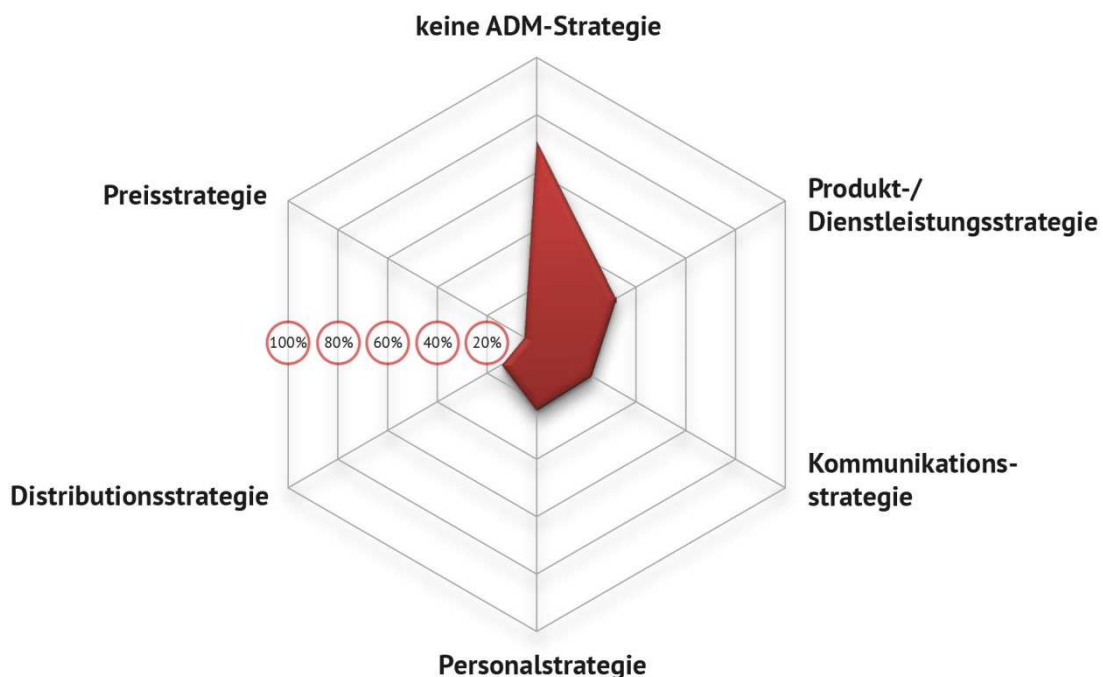 keine ADM-Strategie
Preisstrategie
Produkt-/
Dienstleistungsstrategie
100% 80% 60% 40% 20%
Distributionsstrategie
Kommunikations-
strategie
Personalstrategie